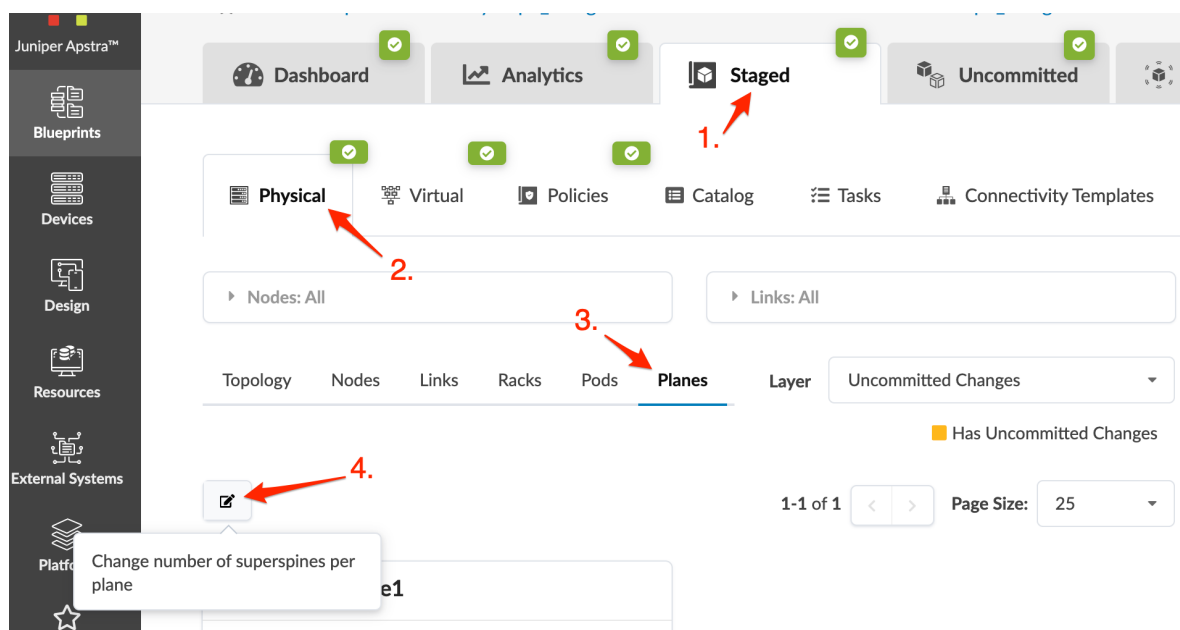 Juniper Apstra™
Dashboard
Analytics
Staged
Uncommitted
1.
Blueprints
Physical
Virtual
Policies
Catalog
Tasks
Connectivity Templates
Devices
2.
Nodes: All
Links: All
Design
3.
Topology
Nodes
Links
Racks
Pods
Planes
Layer
Uncommitted Changes
Resources
Has Uncommitted Changes
External Systems
4.
1-1 of 1
Page Size:
25
Change number of superspines per
plane
e1